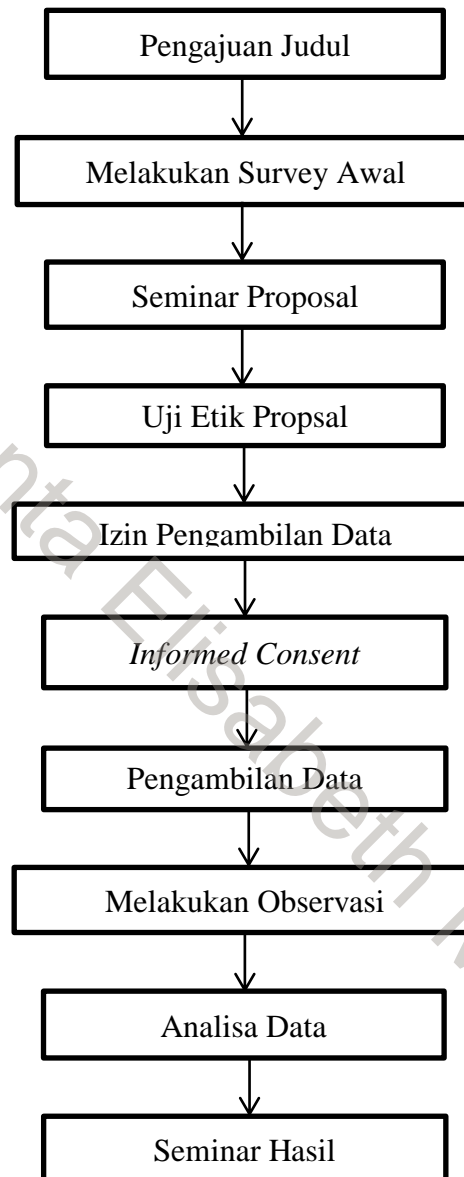 Pengajuan Judul
Melakukan Survey Awal
Seminar Proposal
Uji Etik Propsal
Izin Pengambilan Data
Informed Consent
Pengambilan Data
Melakukan Observasi
Analisa Data
Seminar Hasil
Elisabeth